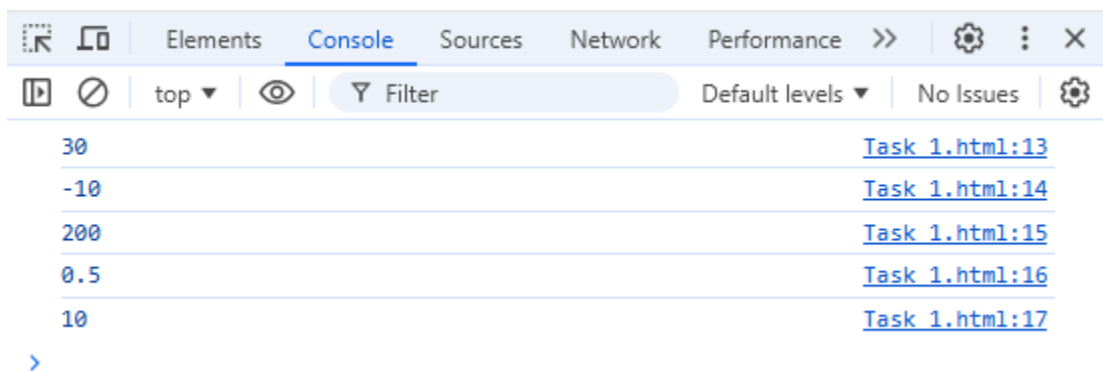 Elements Console Sources Network Performance
top Filter Default levels No Issues
30 Task 1.html:13
-10 Task 1.html:14
200 Task 1.html:15
0.5 Task 1.html:16
10 Task 1.html:17